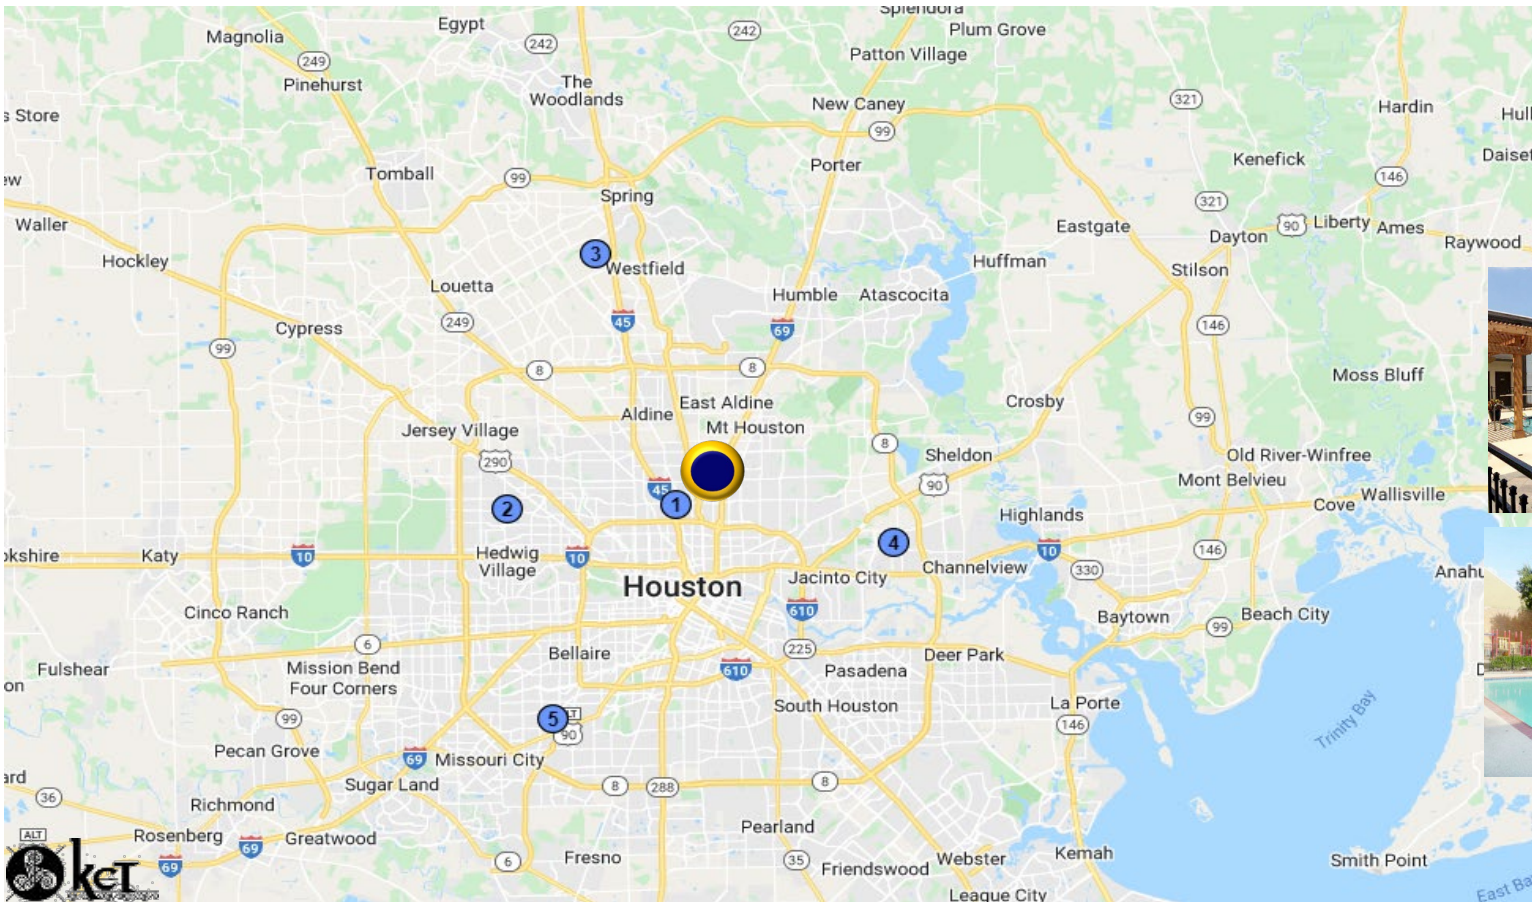 Splendora
Egypt
Plum Grove
Magnolia
242
242
Patton Village
249
Pinehurst
The
Woodlands
321
New Caney
Hardin
s Store
Hull
99
Kenefick
Daiset
Porter
Tomball
99
146
ew
Spring
321
Waller
Liberty
90
Ames
Eastgate
Dayton
Raywood
3
Hockley
Westfield
Huffman
Stilson
Louetta
Humble
Atascocita
249
45
69
146
Cypress
99
8
8
Moss Bluff
East Aldine
Crosby
Aldine
99
Jersey Village
Mt Houston
8
Sheldon
Old River-Winfree
290
Mont Belvieu
90
45
Wallisville
1
2
Cove
Highlands
4
okshire
Katy
10
Hedwig
Village
10
10
146
Channelview
330
Anahu
Houston
Jacinto City
Cinco Ranch
610
Baytown
Beach City
99
6
Bellaire
225
Deer Park
Fulshear
Mission Bend
Four Corners
610
Pasadena
on
D
South Houston
La Porte
99
5
LT
90
146
Trinity Bay
Pecan Grove
69
Missouri City
ard
Sugar Land
8
288
8
36
Richmond
Pearland
ALT
Rosenberg
69
Greatwood
69
6
Fresno
35
Friendswood
Webster
Kemah
Smith Point
League City
East Ba
kcT